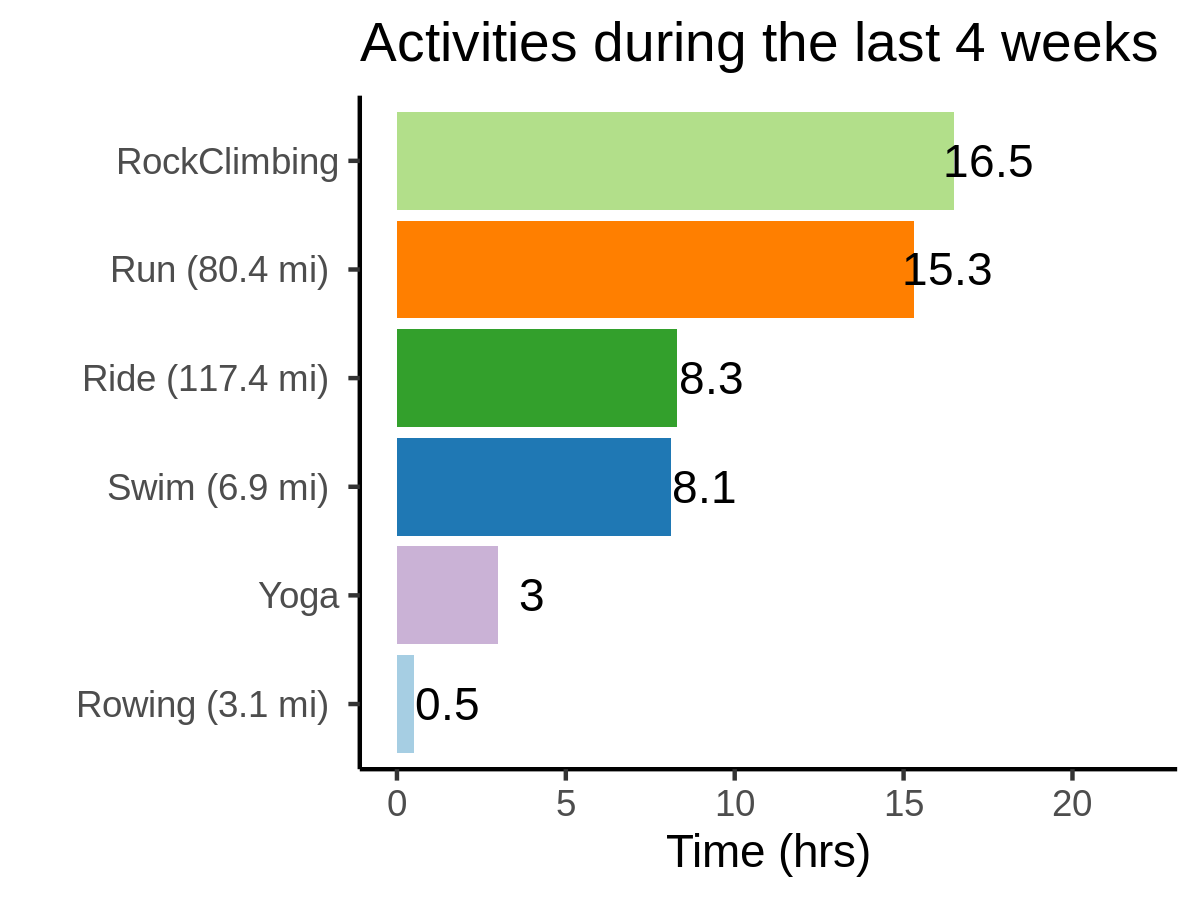 Activities during the last 4 weeks
RockClimbing
16.5
Run (80.4 mi)
15.3
Ride (117.4 mi)
8.3
Swim (6.9 mi)
8.1
Yoga
3
Rowing (3.1 mi)
0.5
0 5 10 15 20
Time (hrs)